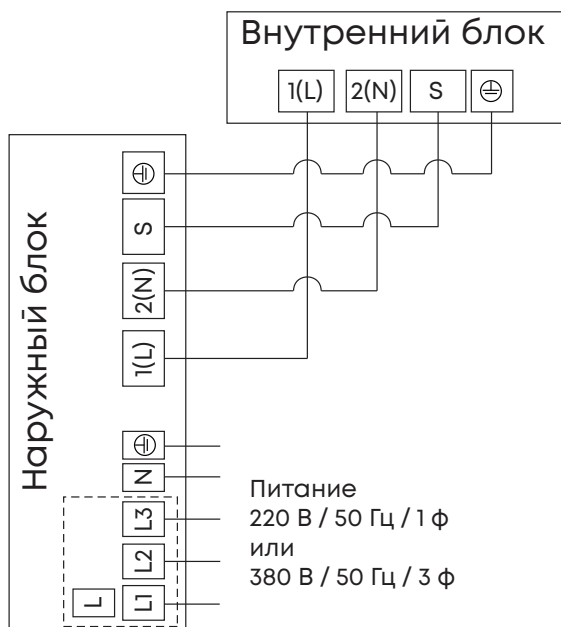 Внутренний блок
1(L) 2(N) S ⏚
Наружный блок
⏚
S
2(N)
1(L)
⏚
N
L3
L2
L L1
Питание
220 В / 50 Гц / 1 ф
или
380 В / 50 Гц / 3 ф